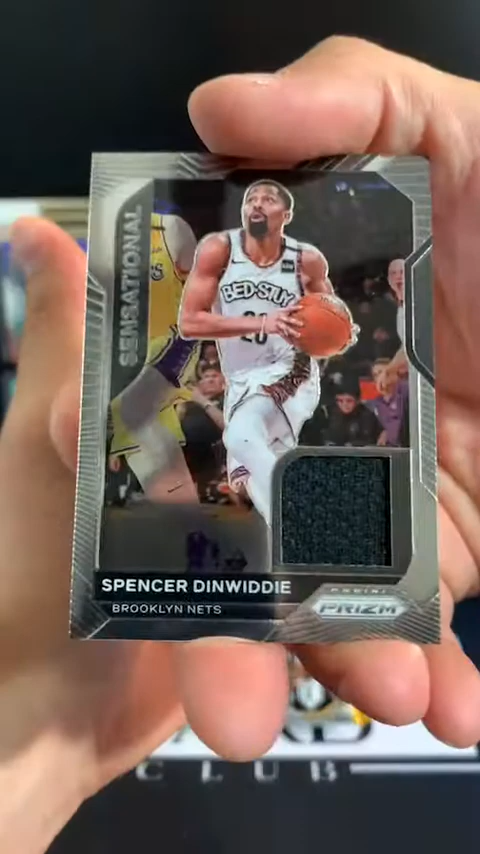 SENSATIONAL
BED-STUY
SPENCER DINWIDDIE
BROOKLYN NETS
PANINI
PRIZM
CLUB